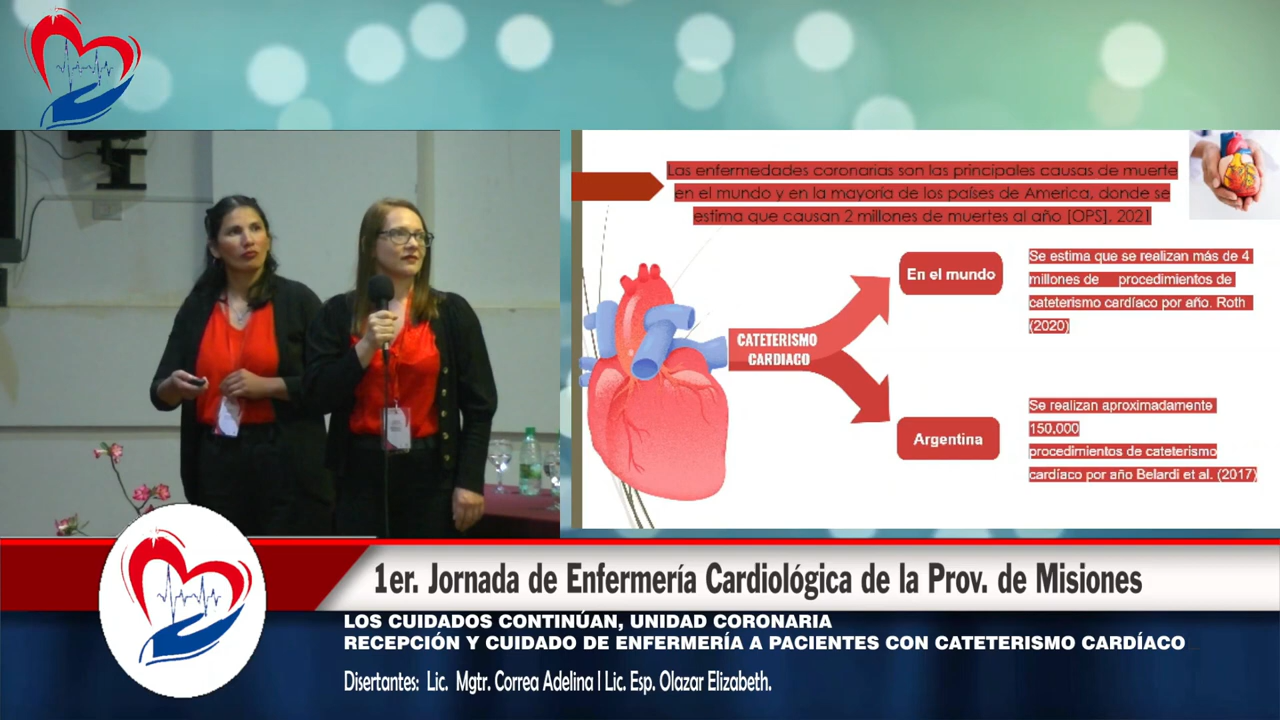 Las enfermedades coronarias son las principales causas de muerte
en el mundo y en la mayoría de los países de America, donde se
estima que causan 2 millones de muertes al año [OPS], 2021
En el mundo
Se estima que se realizan más de 4
millones de procedimientos de
cateterismo cardíaco por año. Roth
(2020)
CATETERISMO
CARDIACO
Argentina
Se realizan aproximadamente
150,000
procedimientos de cateterismo
cardíaco por año Belardi et al. (2017)
1er. Jornada de Enfermería Cardiológica de la Prov. de Misiones
LOS CUIDADOS CONTINÚAN, UNIDAD CORONARIA
RECEPCIÓN Y CUIDADO DE ENFERMERÍA A PACIENTES CON CATETERISMO CARDÍACO
Disertantes: Lic. Mgtr. Correa Adelina l Lic. Esp. Olazar Elizabeth.